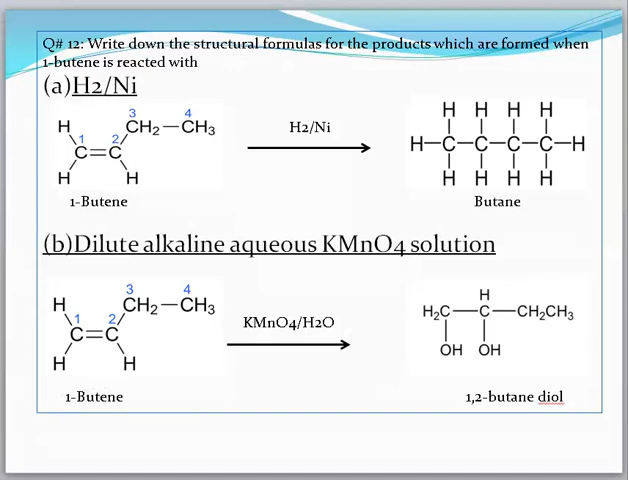 Q# 12: Write down the structural formulas for the products which are formed when
1-butene is reacted with
(a)H2/Ni
3 4
H CH2—CH3
1 2
C=C
H H
1-Butene
H2/Ni
H H H H
H—C—C—C—C—H
H H H H
Butane
(b)Dilute alkaline aqueous KMnO4 solution
3 4
H CH2—CH3
1 2
C=C
H H
1-Butene
KMnO4/H2O
H
H2C—C—CH2CH3
OH OH
1,2-butane diol